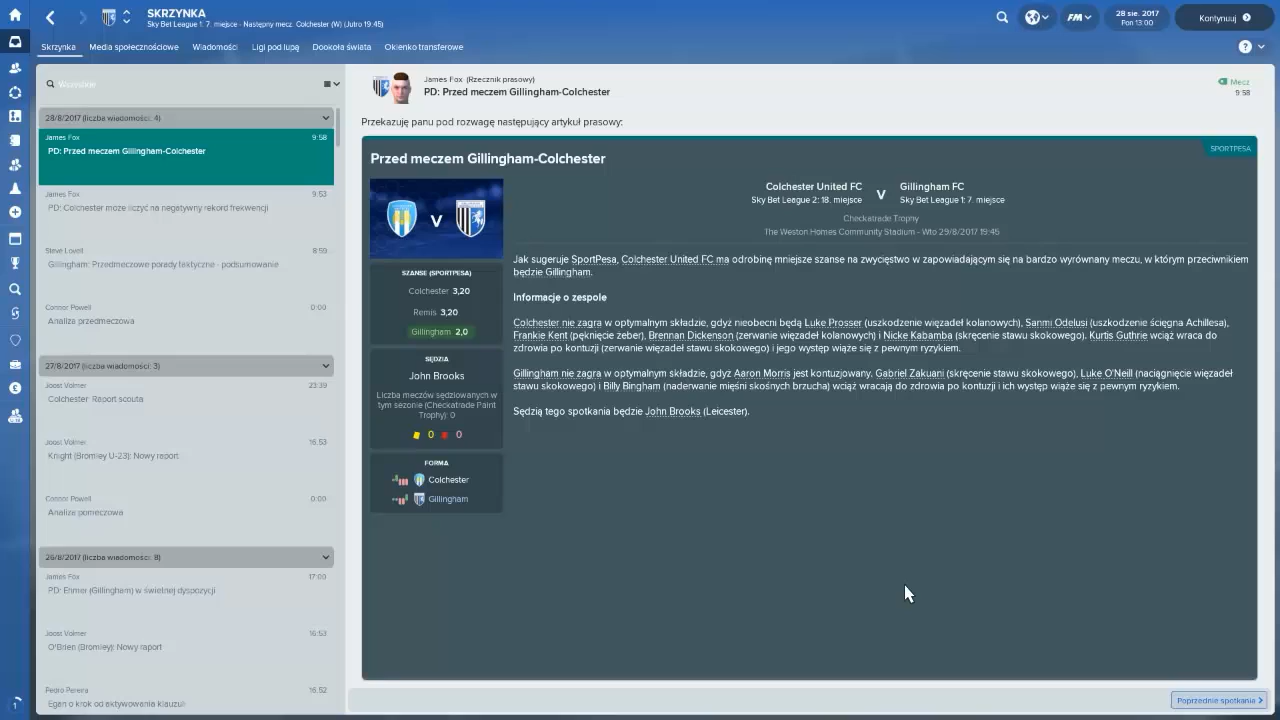 SKRZYNKA
Sky Bet League 1: 7. miejsce - Następny mecz: Colchester (W) (Jutro 19:45)
FM
28 sie. 2017
Pon 13:00
Kontynuuj
Skrzynka
Media społecznościowe
Wiadomości
Ligi pod lupą
Dookoła świata
Okienko transferowe
?
Wszystkie
28/8/2017 (liczba wiadomości: 4)
James Fox 9:58
PD: Przed meczem Gillingham-Colchester
James Fox 9:53
PD: Colchester może liczyć na negatywny rekord frekwencji
Steve Lovell 8:59
Gillingham: Przedmeczowe porady taktyczne - podsumowanie
Connor Powell 0:00
Analiza przedmeczowa
27/8/2017 (liczba wiadomości: 3)
Joost Volmer 23:39
Colchester: Raport scouta
Joost Volmer 16:53
Knight (Bromley U-23): Nowy raport
Connor Powell 0:00
Analiza pomeczowa
26/8/2017 (liczba wiadomości: 8)
James Fox 17:00
PD: Ehmer (Gillingham) w świetnej dyspozycji
Joost Volmer 16:53
O'Brien (Bromley): Nowy raport
Pedro Pereira 16:52
Egan o krok od aktywowania klauzuli
James Fox (Rzecznik prasowy)
PD: Przed meczem Gillingham-Colchester
Mecz
9:58
Przekazuję panu pod rozwagę następujący artykuł prasowy:
Przed meczem Gillingham-Colchester
SPORTPESA
V
Colchester United FC V Gillingham FC
Sky Bet League 2: 18. miejsce Sky Bet League 1: 7. miejsce
Checkatrade Trophy
The Weston Homes Community Stadium - Wto 29/8/2017 19:45
SZANSE (SPORTPESA)
Colchester 3,20
Remis 3,20
Gillingham 2,0
SĘDZIA
John Brooks
Liczba meczów sędziowanych w
tym sezonie (Checkatrade Paint
Trophy): 0
0 0
FORMA
Colchester
Gillingham
Jak sugeruje SportPesa, Colchester United FC ma odrobinę mniejsze szanse na zwycięstwo w zapowiadającym się na bardzo wyrównany meczu, w którym przeciwnikiem
będzie Gillingham.
Informacje o zespole
Colchester nie zagra w optymalnym składzie, gdyż nieobecni będą Luke Prosser (uszkodzenie więzadeł kolanowych), Sanmi Odelusi (uszkodzenie ścięgna Achillesa),
Frankie Kent (pęknięcie żeber), Brennan Dickenson (zerwanie więzadeł kolanowych) i Nicke Kabamba (skręcenie stawu skokowego). Kurtis Guthrie wciąż wraca do
zdrowia po kontuzji (zerwanie więzadeł stawu skokowego) i jego występ wiąże się z pewnym ryzykiem.
Gillingham nie zagra w optymalnym składzie, gdyż Aaron Morris jest kontuzjowany. Gabriel Zakuani (skręcenie stawu skokowego), Luke O'Neill (naciągnięcie więzadeł
stawu skokowego) i Billy Bingham (naderwanie mięśni skośnych brzucha) wciąż wracają do zdrowia po kontuzji i ich występ wiąże się z pewnym ryzykiem.
Sędzią tego spotkania będzie John Brooks (Leicester).
Poprzednie spotkania